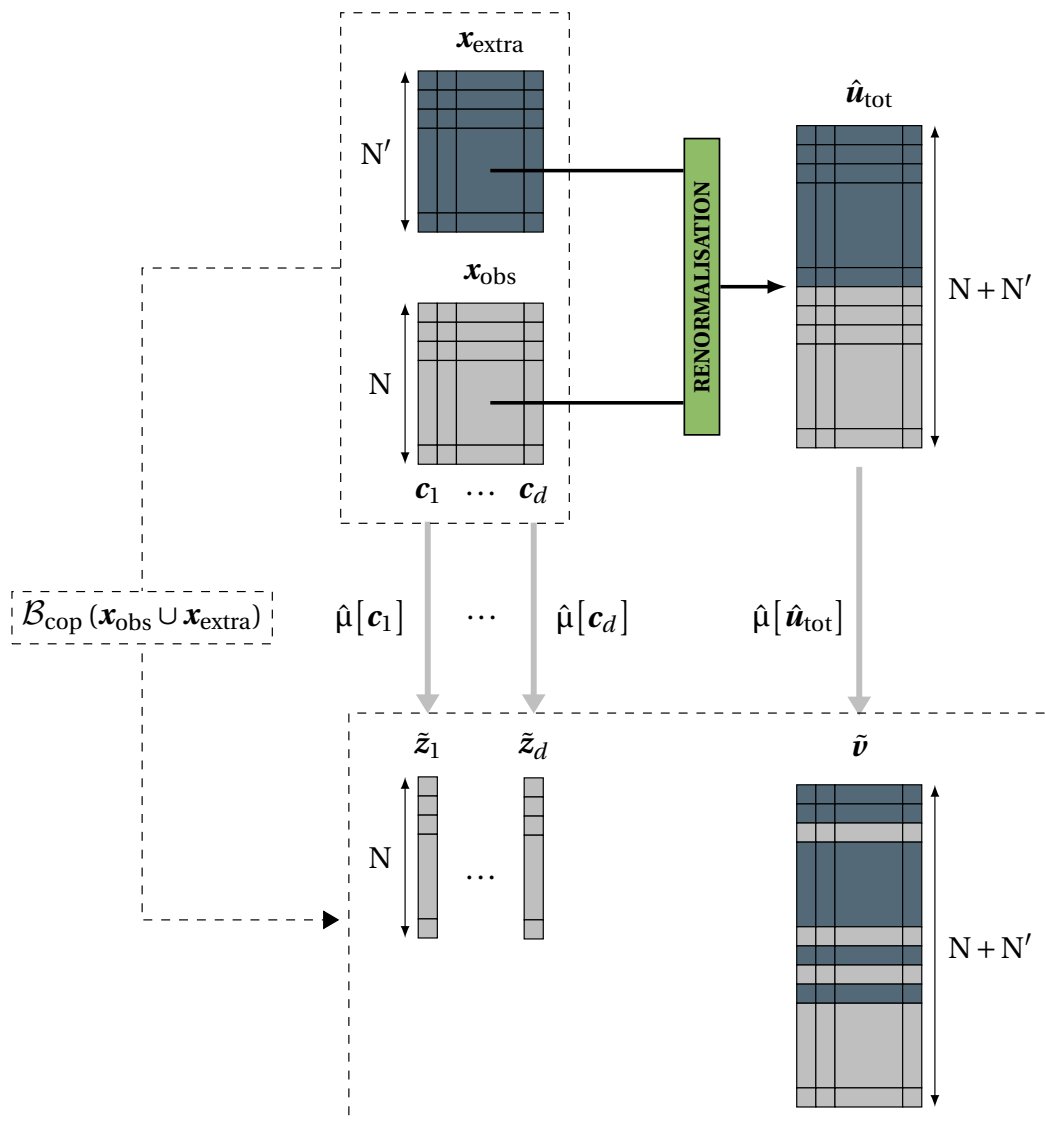 x_extra
û_tot
N′
x_obs
RENORMALISATION
N + N′
N
c_1 … c_d
B_cop (x_obs ∪ x_extra)
μ̂[c_1] … μ̂[c_d] μ̂[û_tot]
z̃_1 z̃_d ṽ
N …
N + N′